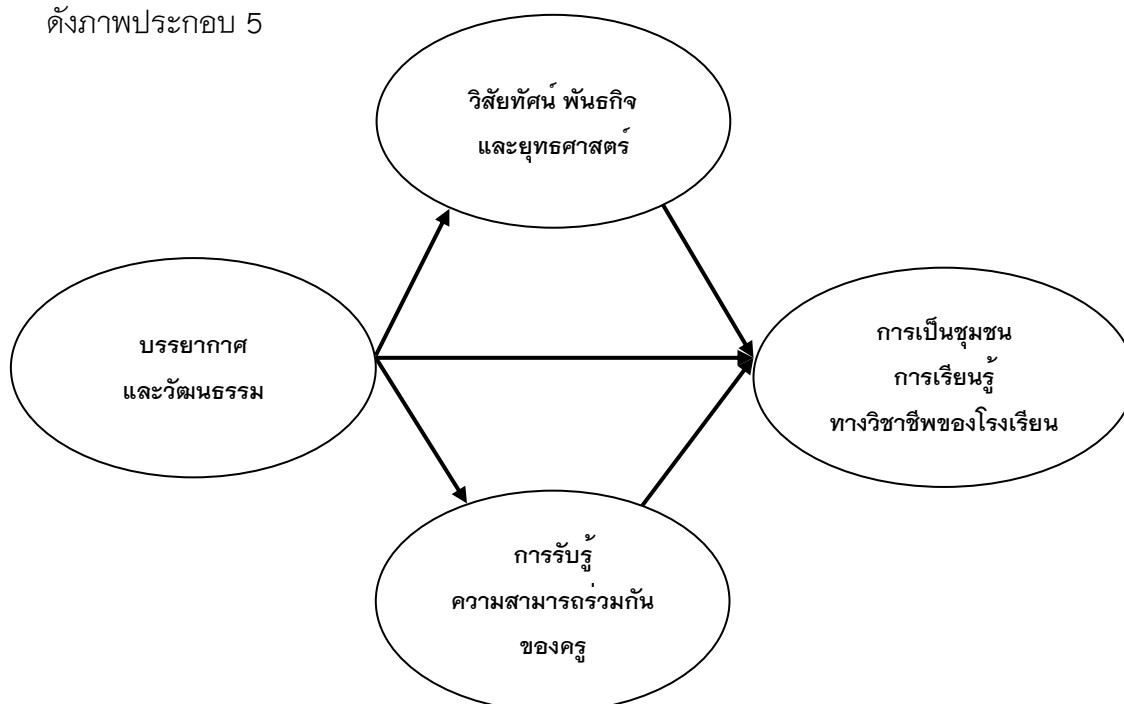 ดังภาพประกอบ 5
วิสัยทัศน์ พันธกิจ
และยุทธศาสตร์
บรรยากาศ
และวัฒนธรรม
การเป็นชุมชน
การเรียนรู้
ทางวิชาชีพของโรงเรียน
การรับรู้
ความสามารถร่วมกัน
ของครู